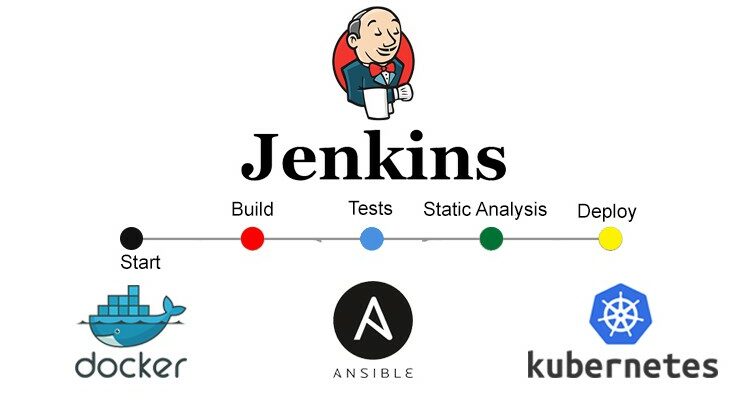 Jenkins
Build
Tests
Static Analysis
Deploy
Start
docker
ANSIBLE
kubernetes